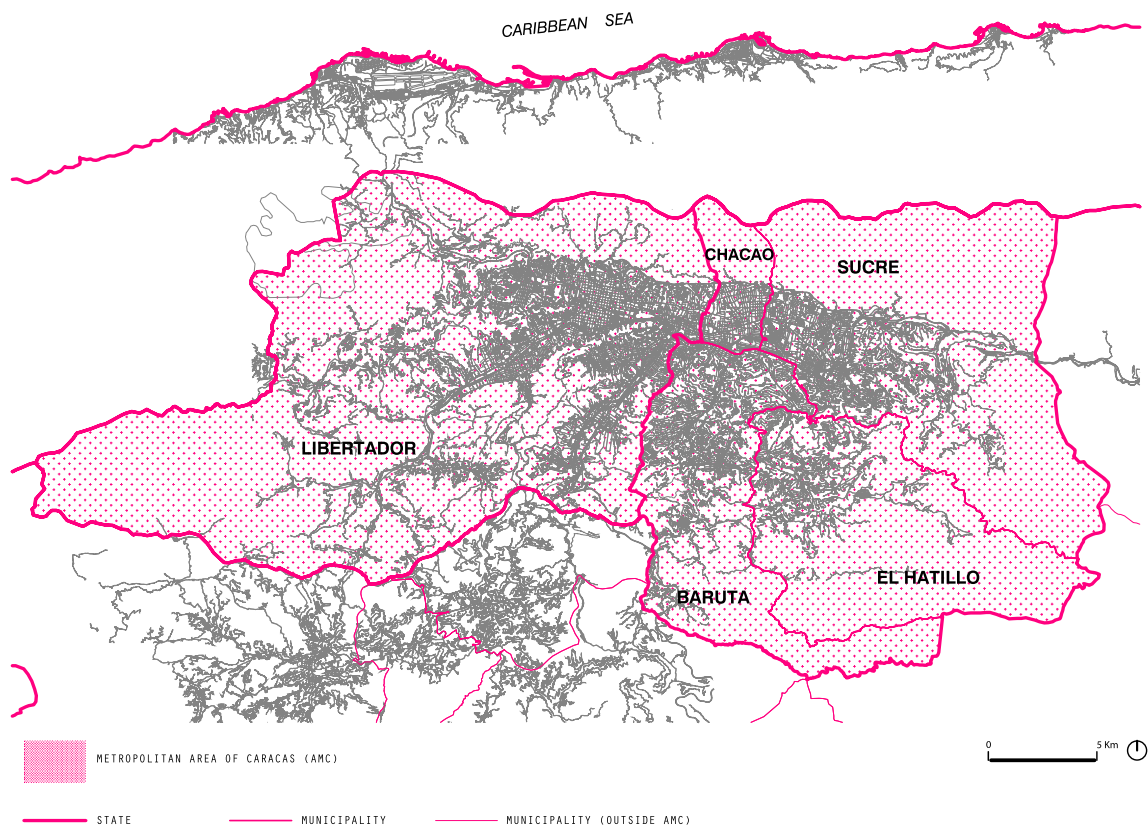 CARIBBEAN SEA
CHACAO
SUCRE
LIBERTADOR
EL HATILLO
BARUTA
0 5 Km
METROPOLITAN AREA OF CARACAS (AMC)
STATE MUNICIPALITY MUNICIPALITY (OUTSIDE AMC)